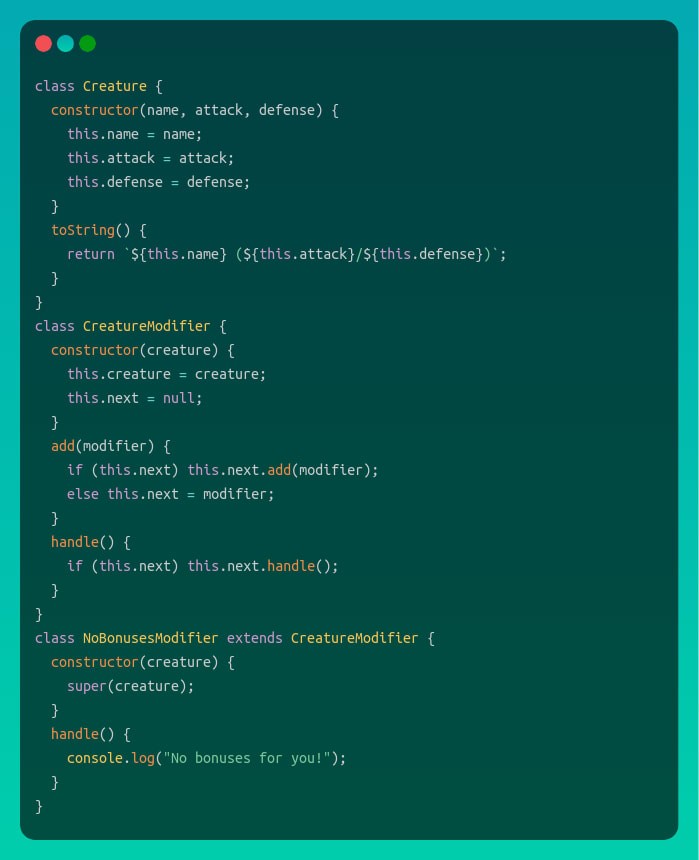 class Creature {
  constructor(name, attack, defense) {
    this.name = name;
    this.attack = attack;
    this.defense = defense;
  }
  toString() {
    return `${this.name} (${this.attack}/${this.defense})`;
  }
}
class CreatureModifier {
  constructor(creature) {
    this.creature = creature;
    this.next = null;
  }
  add(modifier) {
    if (this.next) this.next.add(modifier);
    else this.next = modifier;
  }
  handle() {
    if (this.next) this.next.handle();
  }
}
class NoBonusesModifier extends CreatureModifier {
  constructor(creature) {
    super(creature);
  }
  handle() {
    console.log("No bonuses for you!");
  }
}